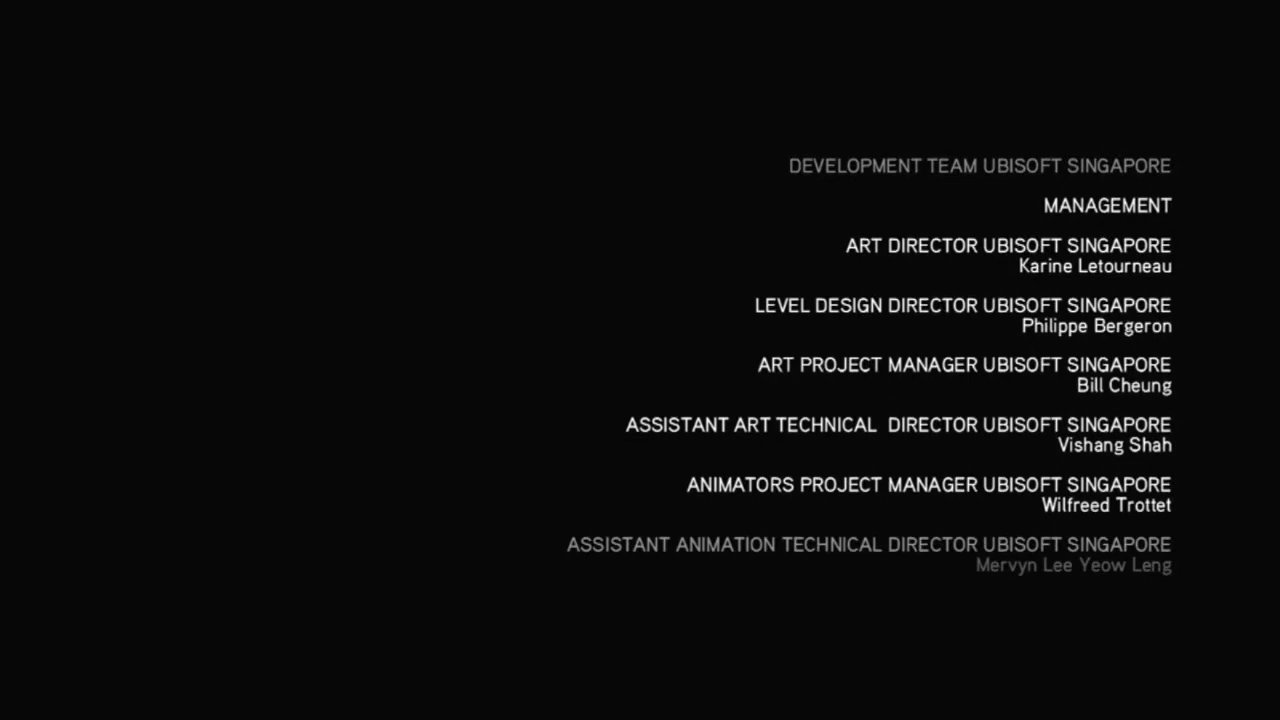 DEVELOPMENT TEAM UBISOFT SINGAPORE
MANAGEMENT
ART DIRECTOR UBISOFT SINGAPORE
Karine Letourneau
LEVEL DESIGN DIRECTOR UBISOFT SINGAPORE
Philippe Bergeron
ART PROJECT MANAGER UBISOFT SINGAPORE
Bill Cheung
ASSISTANT ART TECHNICAL  DIRECTOR UBISOFT SINGAPORE
Vishang Shah
ANIMATORS PROJECT MANAGER UBISOFT SINGAPORE
Wilfreed Trottet
ASSISTANT ANIMATION TECHNICAL DIRECTOR UBISOFT SINGAPORE
Mervyn Lee Yeow Leng